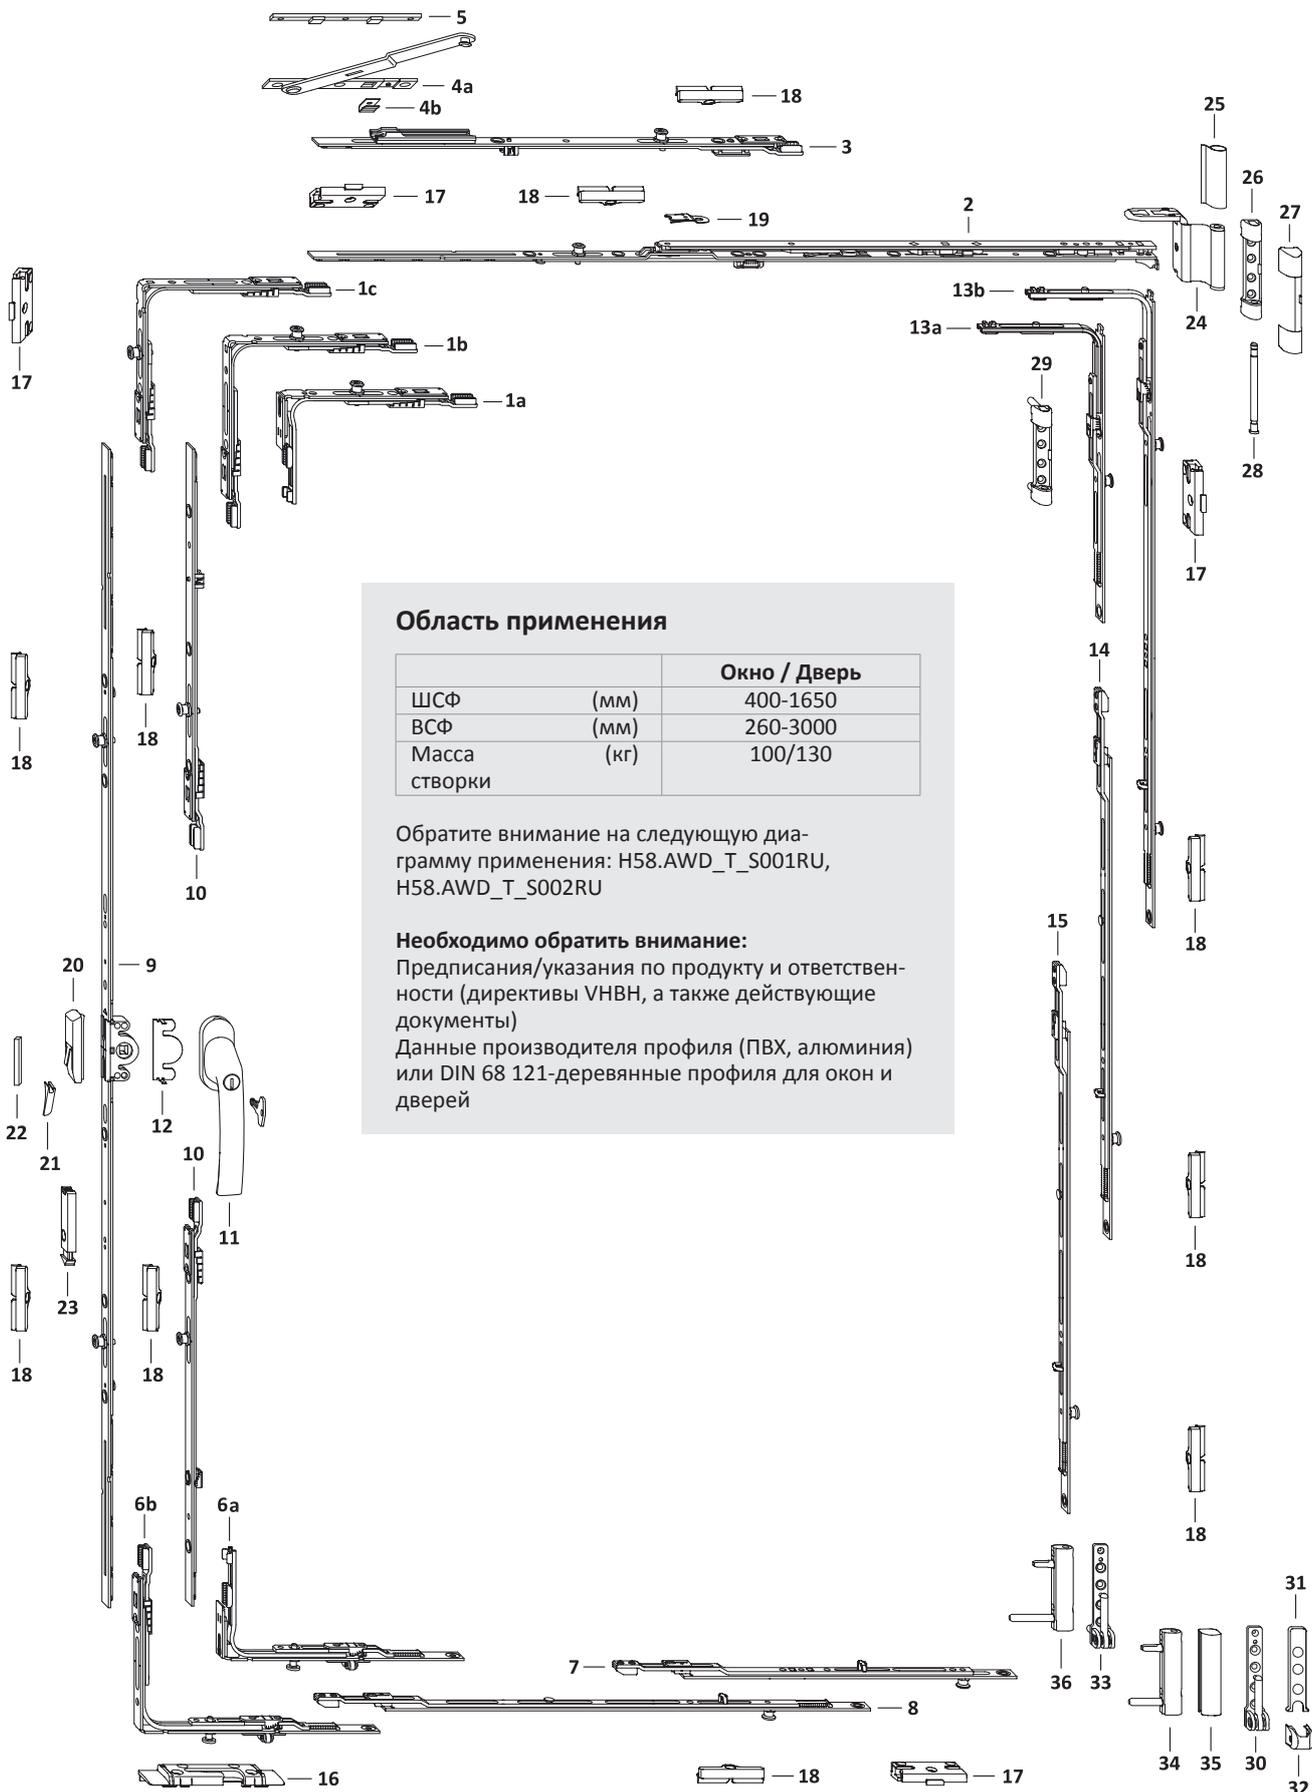 5
4a
4b
18
3
25
17
18
19
2
26
27
1c
13b
24
17
1b
13a
29
1a
28
17
Область применения
Окно / Дверь
ШСФ (мм) 400-1650
ВСФ (мм) 260-3000
Масса (кг) 100/130
створки
Обратите внимание на следующую диа-
грамму применения: H58.AWD_T_S001RU,
H58.AWD_T_S002RU
Необходимо обратить внимание:
Предписания/указания по продукту и ответствен-
ности (директивы VHBH, а также действующие
документы)
Данные производителя профиля (ПВХ, алюминия)
или DIN 68 121-деревянные профиля для окон и
дверей
14
18
18
10
15
18
20
9
22
12
21
10
11
23
18
18
18
18
6b
6a
31
7
36
33
8
34
35
30
16
18
17
32